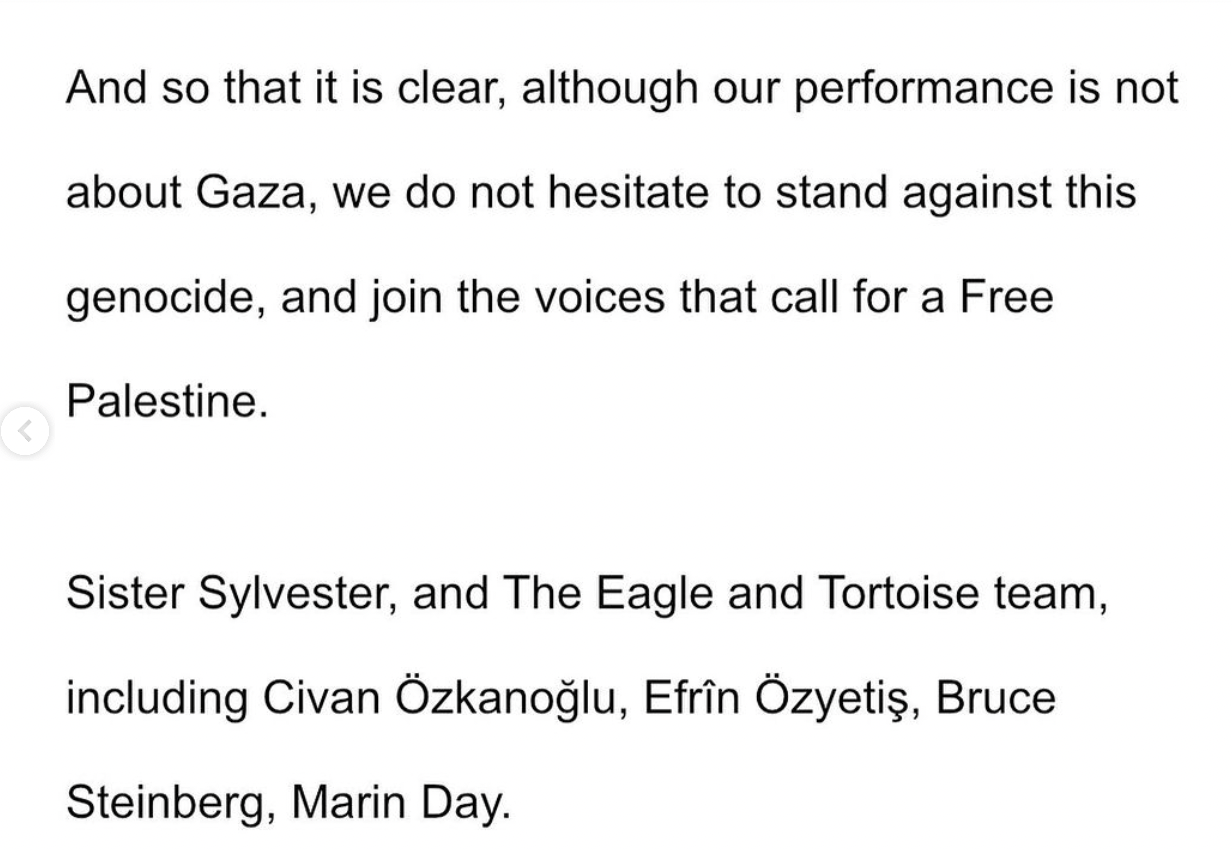 And so that it is clear, although our performance is not
about Gaza, we do not hesitate to stand against this
genocide, and join the voices that call for a Free
Palestine.
Sister Sylvester, and The Eagle and Tortoise team,
including Civan Özkanoğlu, Efrîn Özyetiş, Bruce
Steinberg, Marin Day.